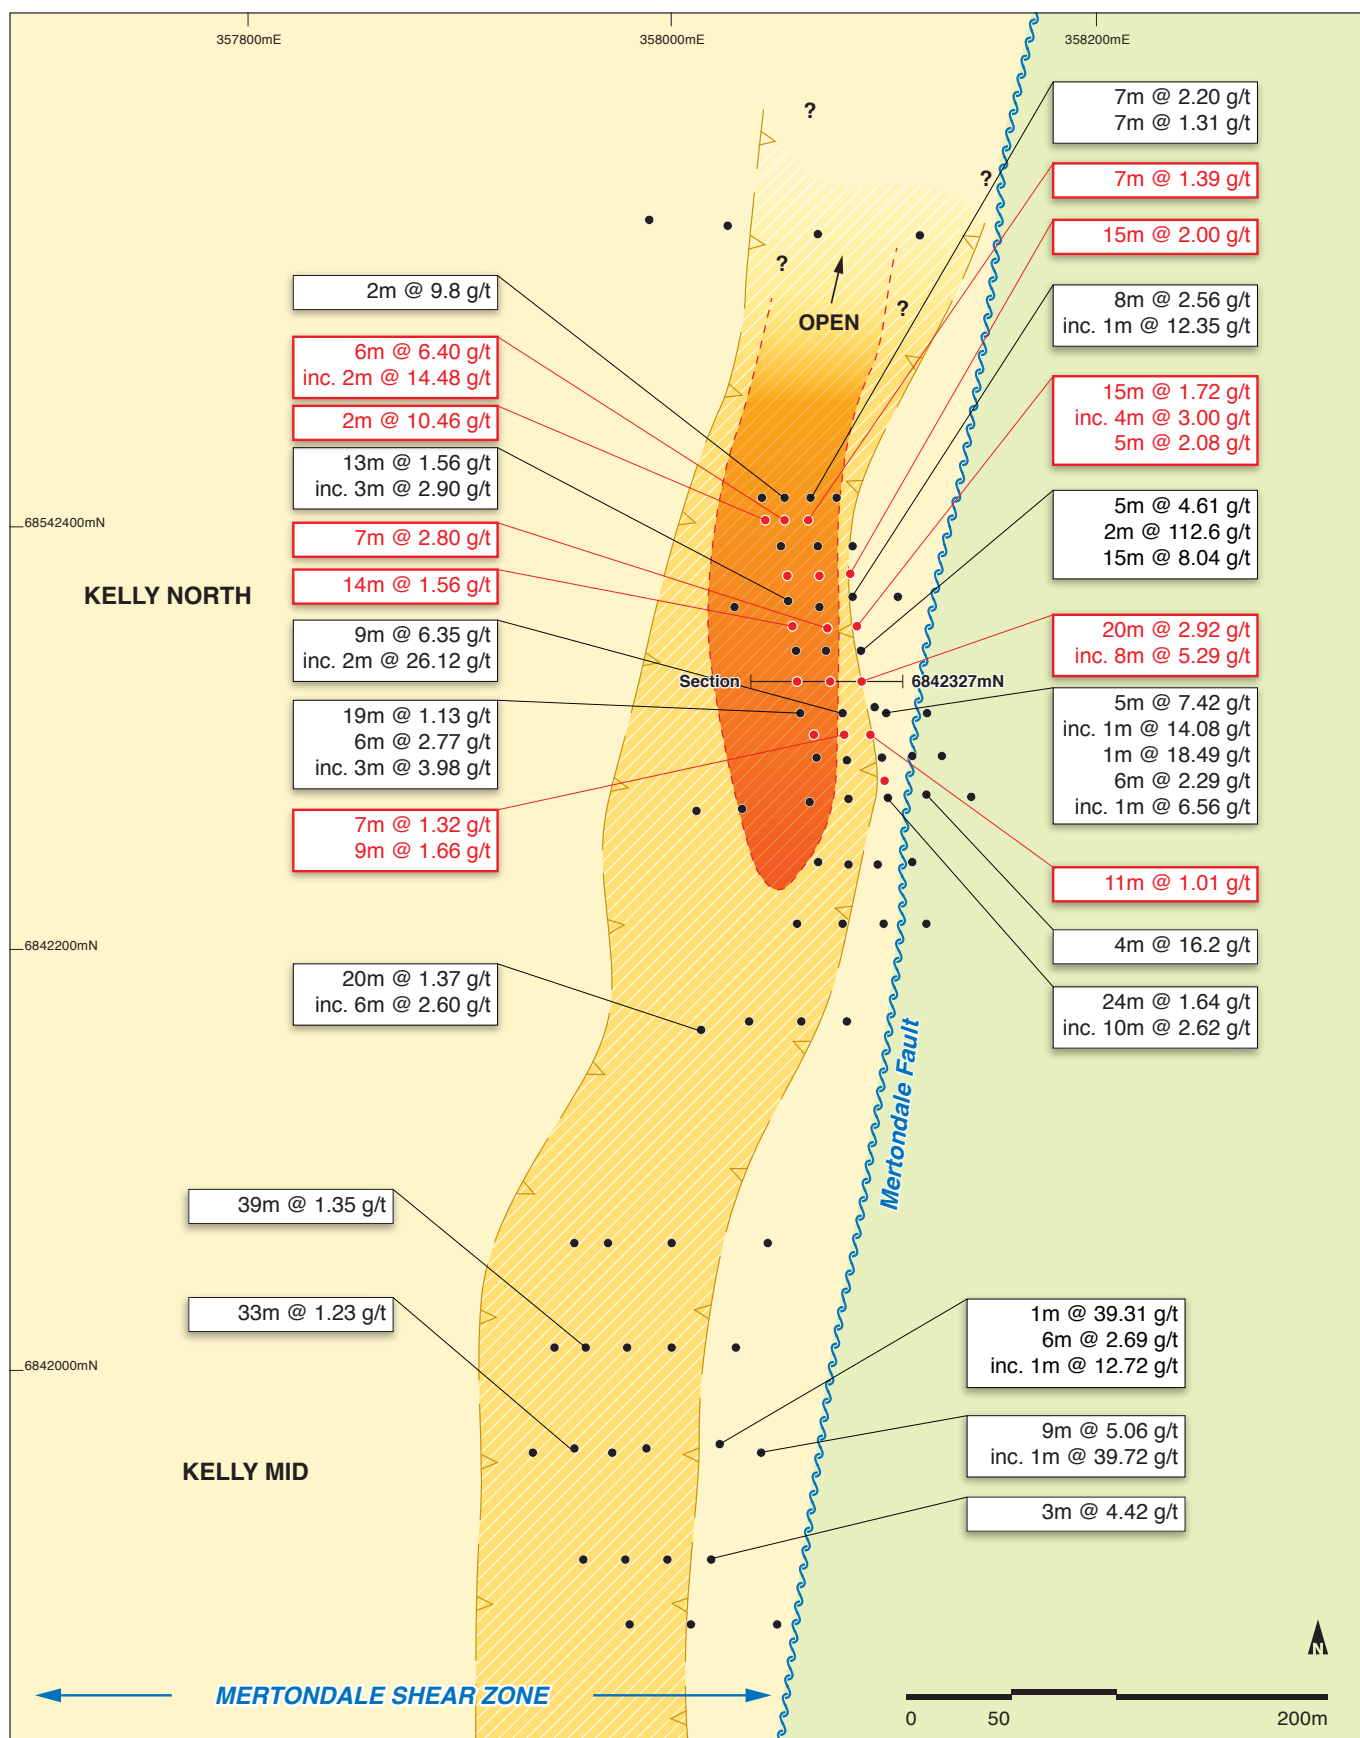 357800mE
358000mE
358200mE
?
?
?
?
OPEN
7m @ 2.20 g/t
7m @ 1.31 g/t
7m @ 1.39 g/t
15m @ 2.00 g/t
8m @ 2.56 g/t
inc. 1m @ 12.35 g/t
15m @ 1.72 g/t
inc. 4m @ 3.00 g/t
5m @ 2.08 g/t
5m @ 4.61 g/t
2m @ 112.6 g/t
15m @ 8.04 g/t
20m @ 2.92 g/t
inc. 8m @ 5.29 g/t
5m @ 7.42 g/t
inc. 1m @ 14.08 g/t
1m @ 18.49 g/t
6m @ 2.29 g/t
inc. 1m @ 6.56 g/t
11m @ 1.01 g/t
4m @ 16.2 g/t
24m @ 1.64 g/t
inc. 10m @ 2.62 g/t
2m @ 9.8 g/t
6m @ 6.40 g/t
inc. 2m @ 14.48 g/t
2m @ 10.46 g/t
13m @ 1.56 g/t
inc. 3m @ 2.90 g/t
7m @ 2.80 g/t
14m @ 1.56 g/t
9m @ 6.35 g/t
inc. 2m @ 26.12 g/t
19m @ 1.13 g/t
6m @ 2.77 g/t
inc. 3m @ 3.98 g/t
7m @ 1.32 g/t
9m @ 1.66 g/t
20m @ 1.37 g/t
inc. 6m @ 2.60 g/t
68542400mN
KELLY NORTH
Section
6842327mN
6842200mN
Mertondale Fault
39m @ 1.35 g/t
33m @ 1.23 g/t
6842000mN
KELLY MID
1m @ 39.31 g/t
6m @ 2.69 g/t
inc. 1m @ 12.72 g/t
9m @ 5.06 g/t
inc. 1m @ 39.72 g/t
3m @ 4.42 g/t
MERTONDALE SHEAR ZONE
N
0 50 200m